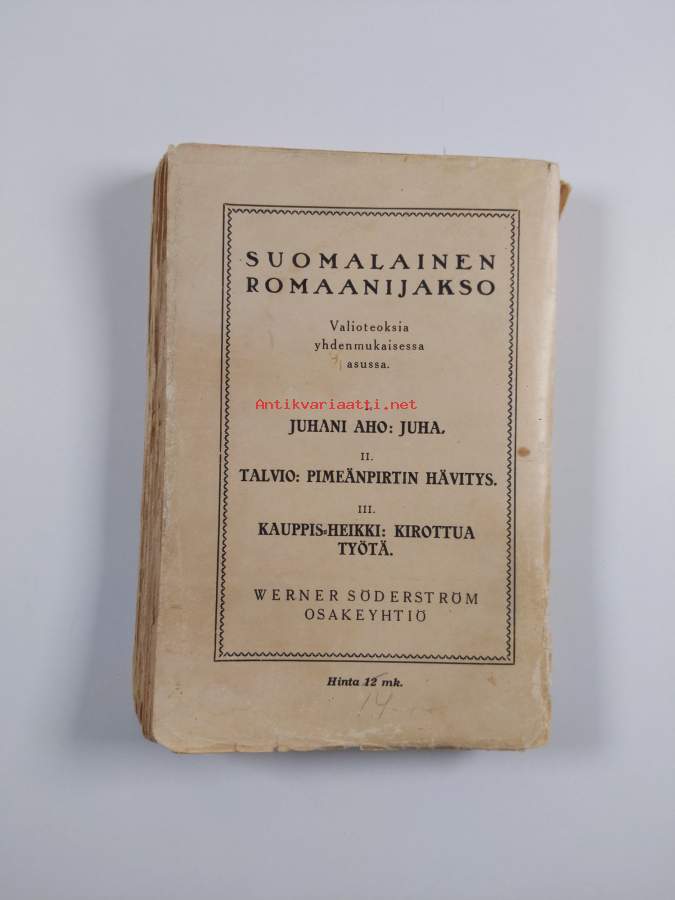 SUOMALAINEN
ROMAANIJAKSO
Valioteoksia
yhdenmukaisessa
asussa.
Antikvariaatti.net
JUHANI AHO: JUHA.
II.
TALVIO: PIMEÄNPIRTIN HÄVITYS.
III.
KAUPPIS-HEIKKI: KIROTTUA
TYÖTÄ.
WERNER SÖDERSTRÖM
OSAKEYHTIÖ
Hinta 12 mk.
14